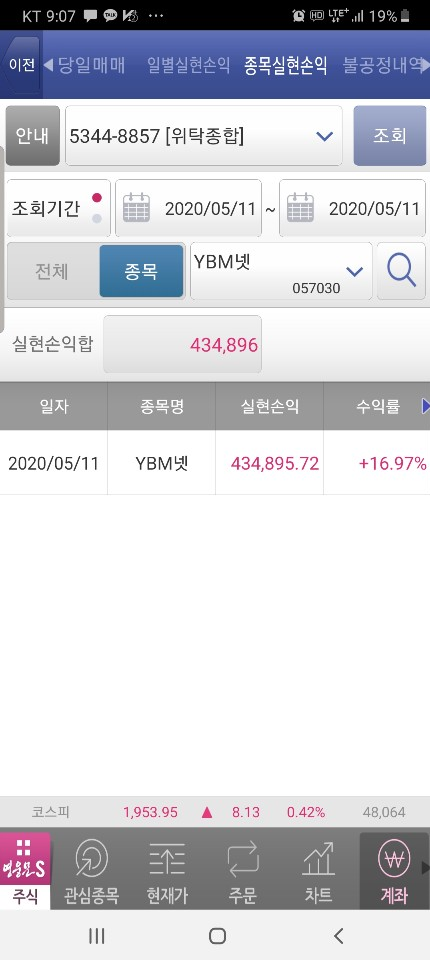 KT 9:07 ··· HD LTE+ 19%
이전 당일매매 일별실현손익 종목실현손익 불공정내역
안내 5344-8857 [위탁종합] 조회
조회기간 2020/05/11 ~ 2020/05/11
전체 종목 YBM넷 057030
실현손익합 434,896
일자 종목명 실현손익 수익률
2020/05/11 YBM넷 434,895.72 +16.97%
코스피 1,953.95 ▲ 8.13 0.42% 48,064
영웅문S
주식 관심종목 현재가 주문 차트 계좌